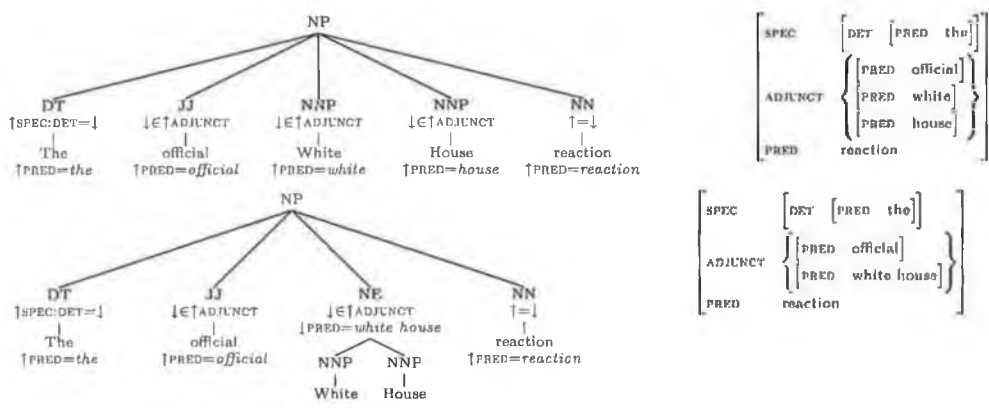 NP
DT JJ NNP NNP NN
↑SPEC:DET=↓ ↓∈↑ADJUNCT ↓∈↑ADJUNCT ↓∈↑ADJUNCT ↑=↓
The official White House reaction
↑PRED=the ↑PRED=official ↑PRED=white ↑PRED=house ↑PRED=reaction
SPEC [DET [PRED the]]
[PRED official]
ADJUNCT [PRED white]
[PRED house]
PRED reaction
NP
DT JJ NE NN
↑SPEC:DET=↓ ↓∈↑ADJUNCT ↓∈↑ADJUNCT ↑=↓
↓PRED=white house ↑
The official reaction
↑PRED=the ↑PRED=official NNP NNP ↑PRED=reaction
White House
SPEC [DET [PRED the]]
[PRED official]
ADJUNCT
[PRED white house]
PRED reaction